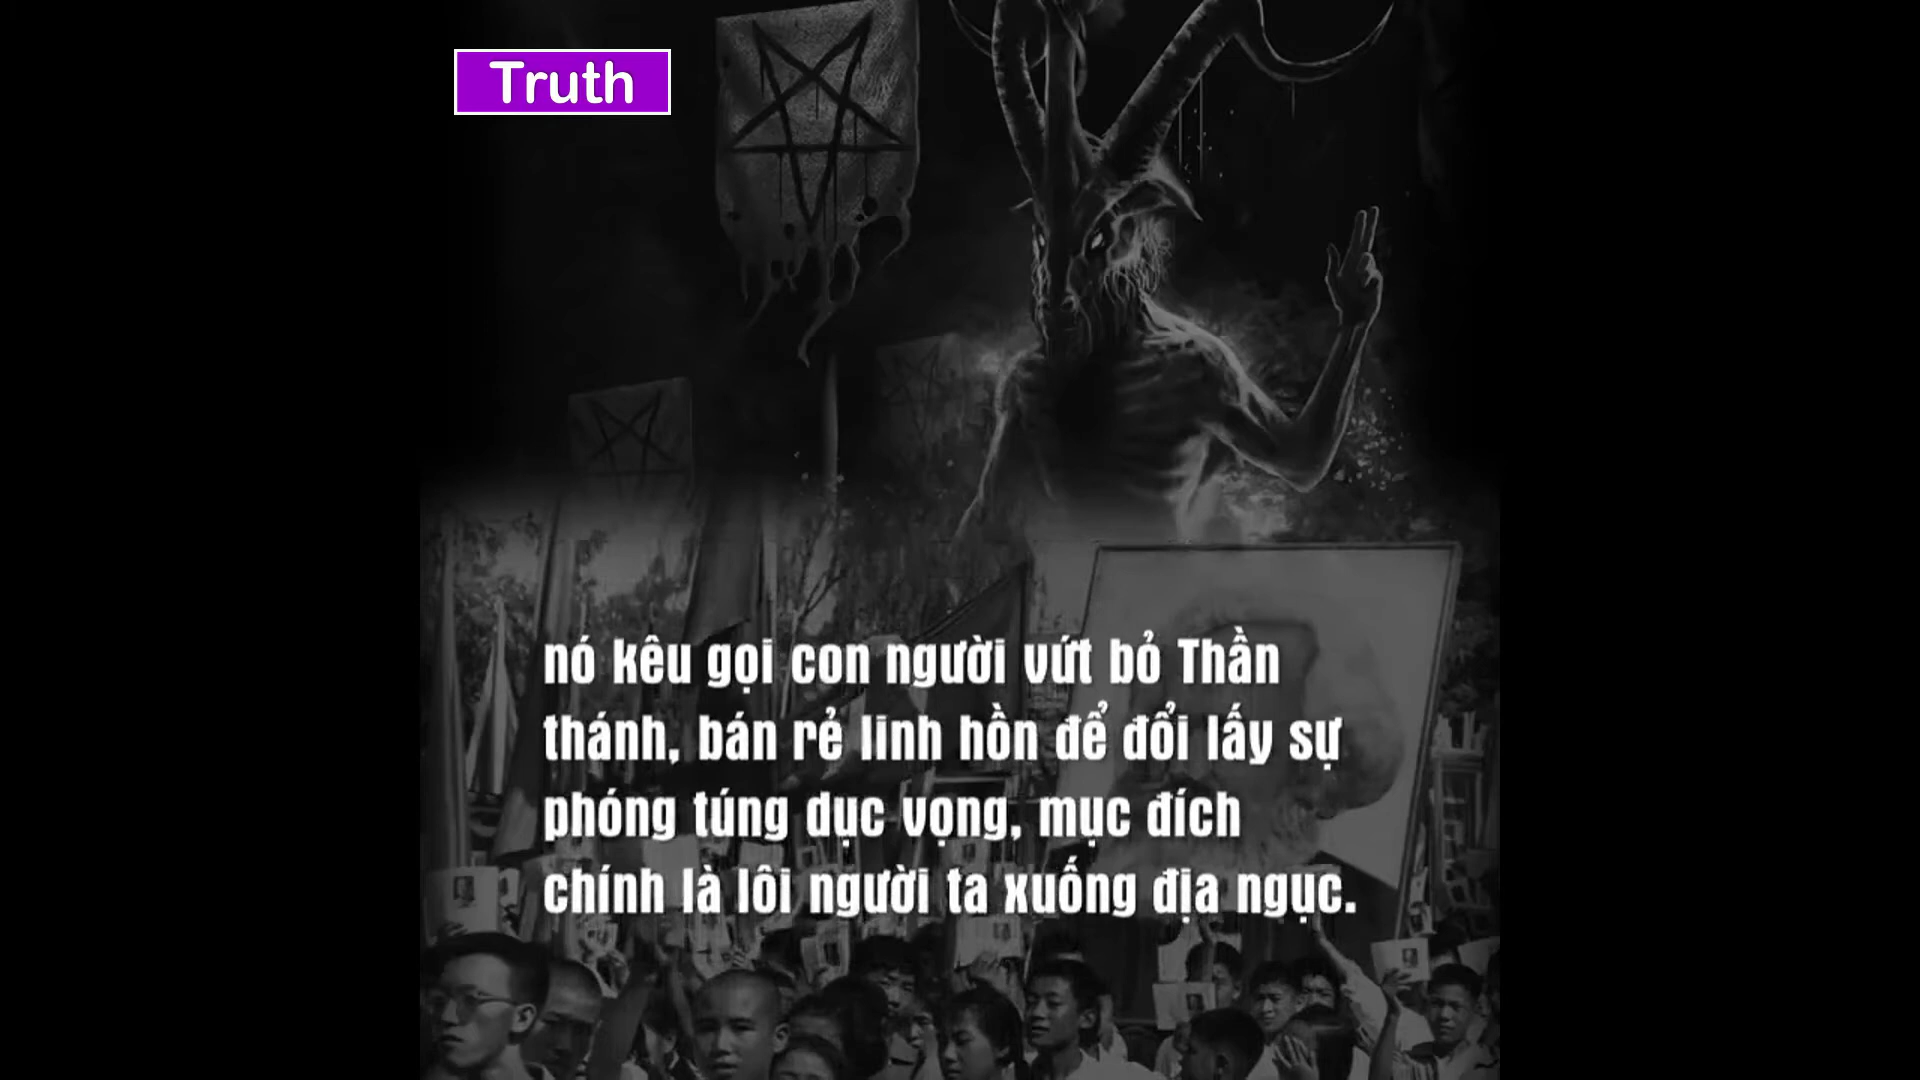 Truth
nó kêu gọi con người vứt bỏ Thần
thánh, bán rẻ linh hồn để đổi lấy sự
phóng túng dục vọng, mục đích
chính là lôi người ta xuống địa ngục.